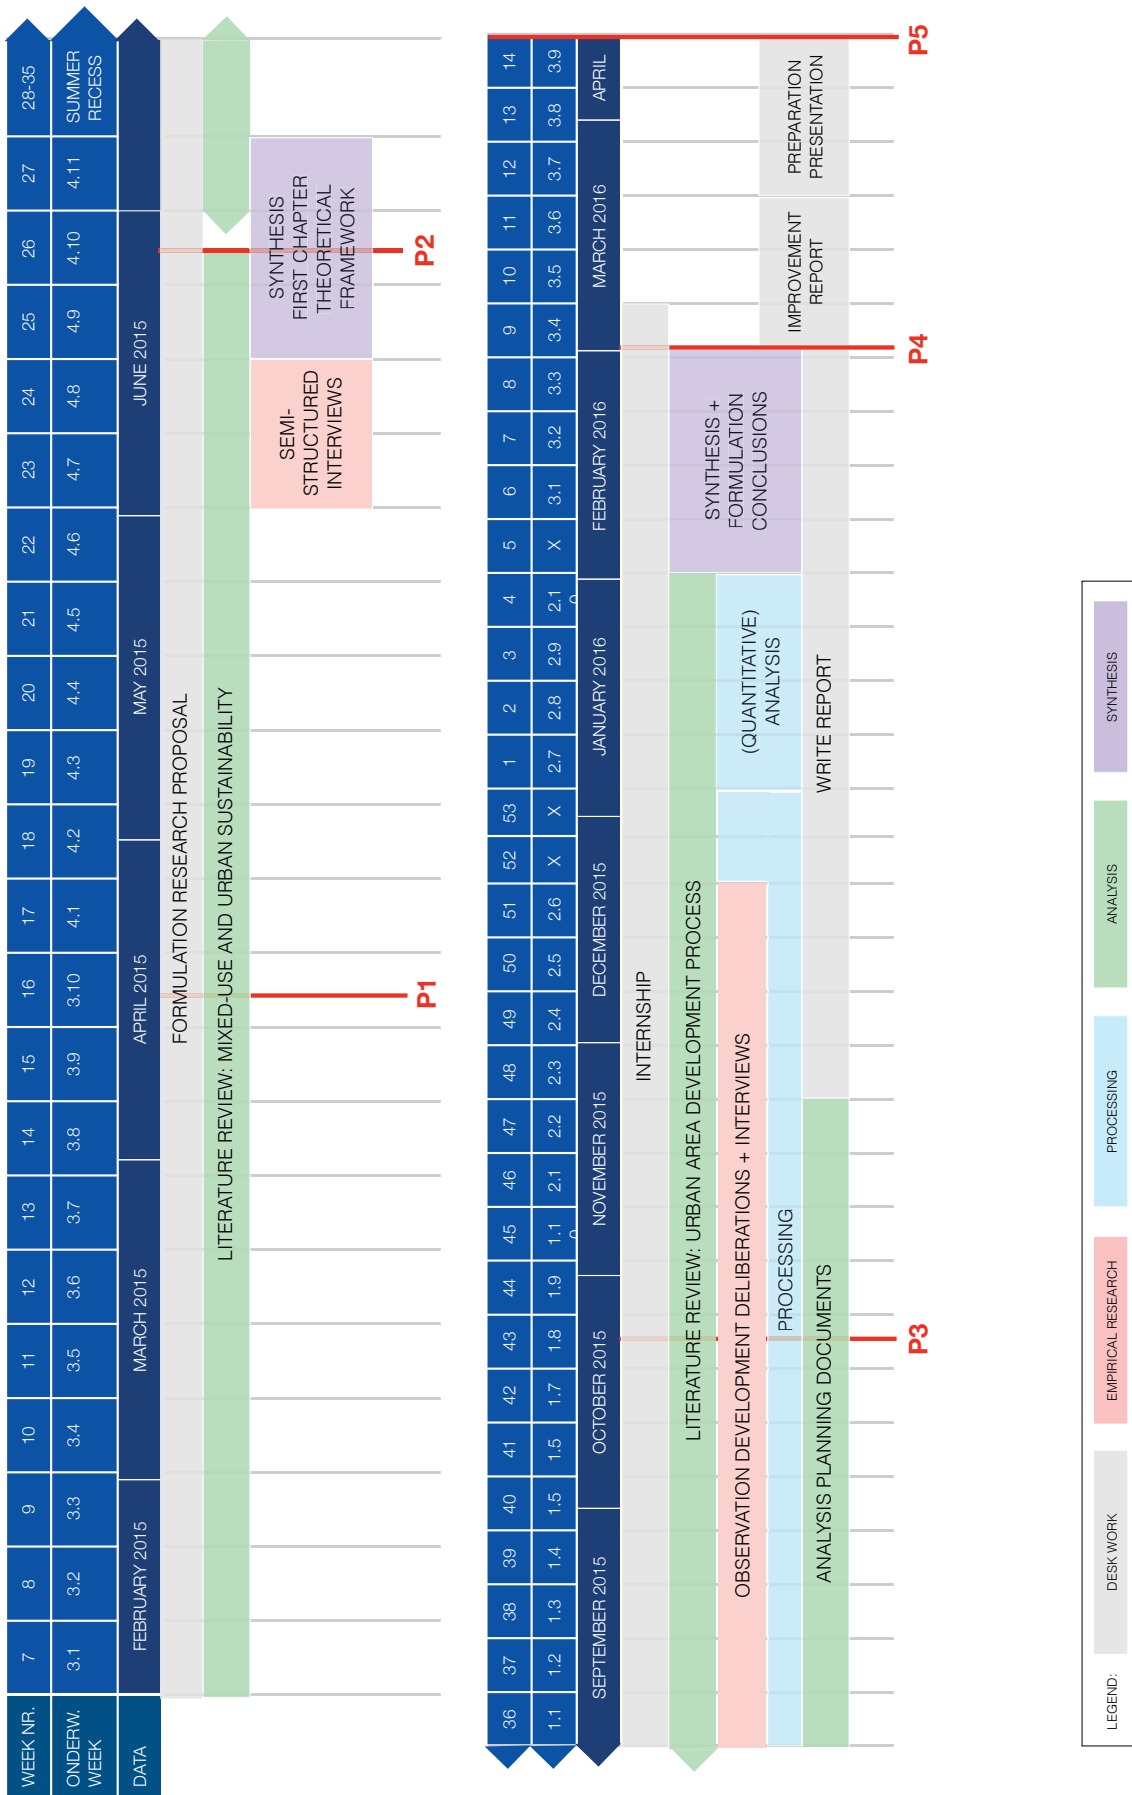 WEEK NR. 7 8 9 10 11 12 13 14 15 16 17 18 19 20 21 22 23 24 25 26 27 28-35
ONDERW. WEEK 3.1 3.2 3.3 3.4 3.5 3.6 3.7 3.8 3.9 3.10 4.1 4.2 4.3 4.4 4.5 4.6 4.7 4.8 4.9 4.10 4.11 SUMMER RECESS
DATA FEBRUARY 2015 MARCH 2015 APRIL 2015 MAY 2015 JUNE 2015
FORMULATION RESEARCH PROPOSAL
LITERATURE REVIEW: MIXED-USE AND URBAN SUSTAINABILITY
SEMI-
STRUCTURED
INTERVIEWS
SYNTHESIS
FIRST CHAPTER
THEORETICAL
FRAMEWORK
P1
P2
36 37 38 39 40 41 42 43 44 45 46 47 48 49 50 51 52 53 1 2 3 4 5 6 7 8 9 10 11 12 13 14
1.1 1.2 1.3 1.4 1.5 1.5 1.7 1.8 1.9 1.10 2.1 2.2 2.3 2.4 2.5 2.6 X X 2.7 2.8 2.9 2.10 X 3.1 3.2 3.3 3.4 3.5 3.6 3.7 3.8 3.9
SEPTEMBER 2015 OCTOBER 2015 NOVEMBER 2015 DECEMBER 2015 JANUARY 2016 FEBRUARY 2016 MARCH 2016 APRIL
INTERNSHIP
LITERATURE REVIEW: URBAN AREA DEVELOPMENT PROCESS
OBSERVATION DEVELOPMENT DELIBERATIONS + INTERVIEWS
PROCESSING
(QUANTITATIVE)
ANALYSIS
SYNTHESIS +
FORMULATION
CONCLUSIONS
ANALYSIS PLANNING DOCUMENTS
WRITE REPORT
IMPROVEMENT
REPORT
PREPARATION
PRESENTATION
P3
P4
P5
LEGEND: DESK WORK EMPIRICAL RESEARCH PROCESSING ANALYSIS SYNTHESIS